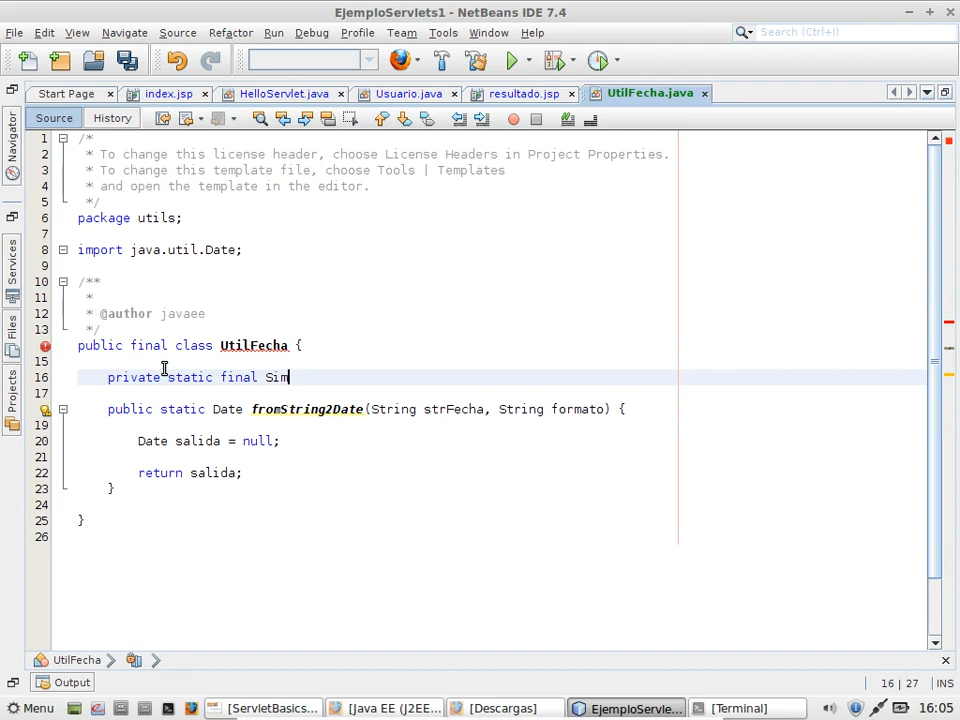 EjemploServlets1 - NetBeans IDE 7.4
File Edit View Navigate Source Refactor Run Debug Profile Team Tools Window Help
Search (Ctrl+I)
Start Page index.jsp HelloServlet.java Usuario.java resultado.jsp UtilFecha.java
Source History
Navigator
Services
Files
Projects
1 /*
2 * To change this license header, choose License Headers in Project Properties.
3 * To change this template file, choose Tools | Templates
4 * and open the template in the editor.
5 */
6 package utils;
7
8 import java.util.Date;
9
10 /**
11 *
12 * @author javaee
13 */
public final class UtilFecha {
15
16 private static final Sim
17
public static Date fromString2Date(String strFecha, String formato) {
19
20 Date salida = null;
21
22 return salida;
23 }
24
25 }
26
UtilFecha
Output
16 | 27 INS
Menu [ServletBasics... [Java EE (J2EE... [Descargas] EjemploServlet... [Terminal] 16:05